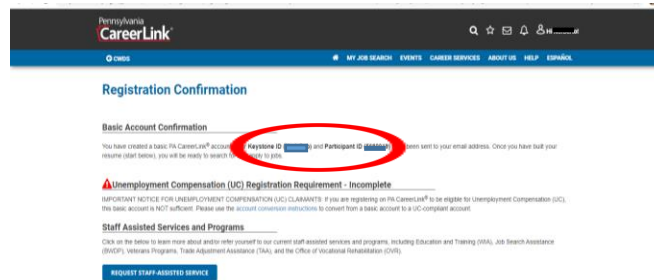 Pennsylvania
CareerLink®
HI
CWDS
MY JOB SEARCH EVENTS CAREER SERVICES ABOUT US HELP ESPAÑOL
Registration Confirmation
Basic Account Confirmation
You have created a basic PA CareerLink® account Keystone ID ( and Participant ID ( been sent to your email address. Once you have built your
resume (start below), you will be ready to search for apply to jobs.
Unemployment Compensation (UC) Registration Requirement - Incomplete
IMPORTANT NOTICE FOR UNEMPLOYMENT COMPENSATION (UC) CLAIMANTS: If you are registering on PA CareerLink® to be eligible for Unemployment Compensation (UC),
this basic account is NOT sufficient. Please use the account conversion instructions to convert from a basic account to a UC-compliant account.
Staff Assisted Services and Programs
Click on the below to learn more about and/or refer yourself to our current staff-assisted services and programs, including Education and Training (WIA), Job Search Assistance
(BWDP), Veterans Programs, Trade Adjustment Assistance (TAA), and the Office of Vocational Rehabilitation (OVR).
REQUEST STAFF-ASSISTED SERVICE